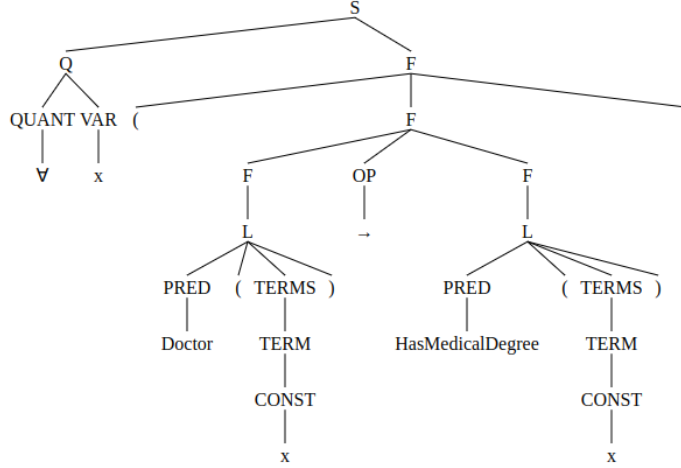 S
Q F
QUANT VAR ( F
∀ x F OP F
L → L
PRED ( TERMS ) PRED ( TERMS )
Doctor TERM HasMedicalDegree TERM
CONST CONST
x x